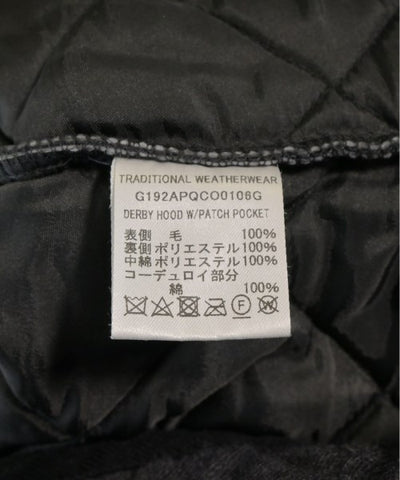 TRADITIONAL WEATHERWEAR
G192APQCO0106G
DERBY HOOD W/PATCH POCKET
表側 毛 100%
裏側 ポリエステル 100%
中綿 ポリエステル 100%
コーデュロイ部分
綿 100%
F W